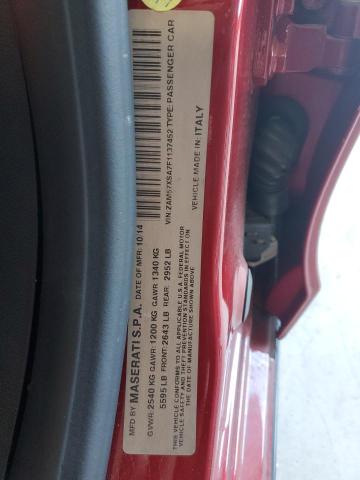 MFD BY MASERATI S.P.A. DATE OF MFR: 10.14
GVWR: 2540 KG GAWR: 1200 KG GAWR: 1340 KG
5595 LB FRONT: 2643 LB REAR: 2952 LB
THIS VEHICLE CONFORMS TO ALL APPLICABLE U.S.A. FEDERAL MOTOR
VEHICLE SAFETY AND THEFT PREVENTION STANDARDS IN EFFECT
ON THE DATE OF MANUFACTURE SHOWN ABOVE
VIN: ZAM57XSA7F1137452 TYPE: PASSENGER CAR
VEHICLE MADE IN: ITALY